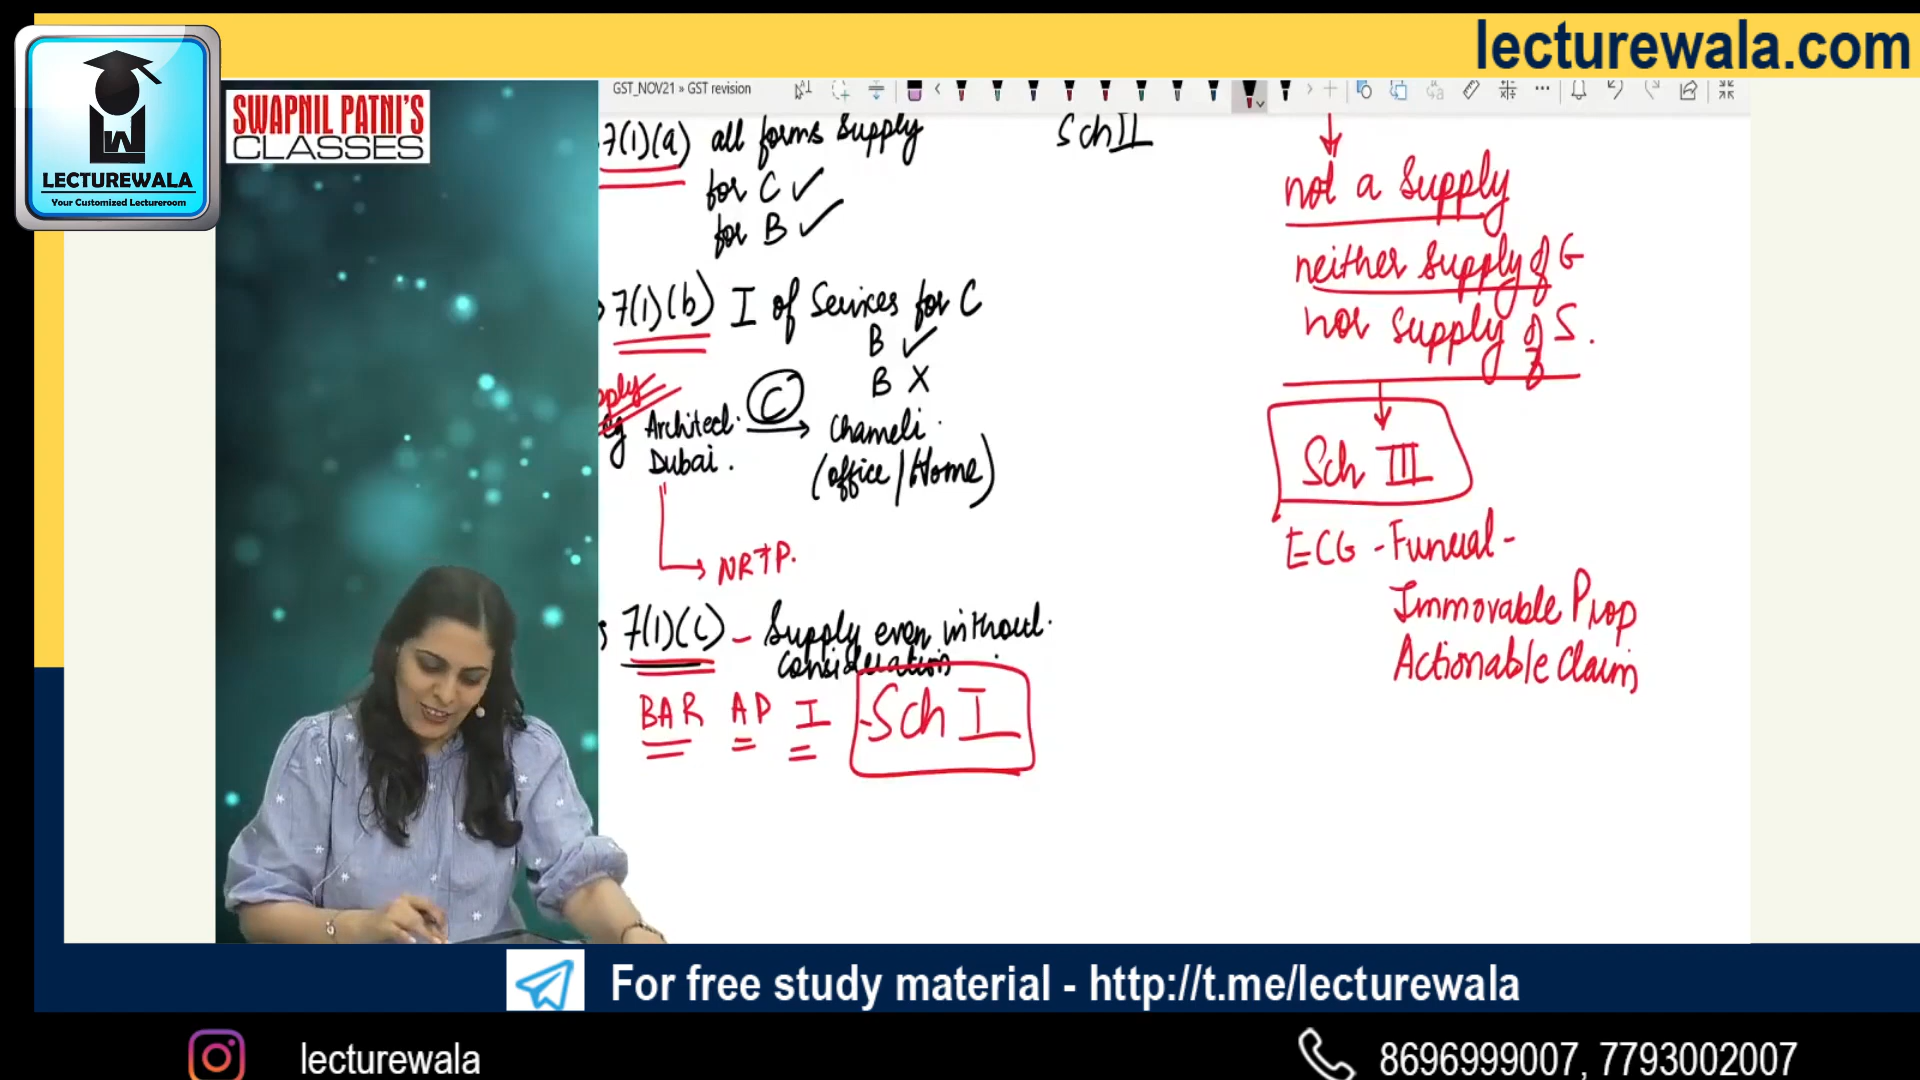 lecturewala.com
LW
LECTUREWALA
Your Customized Lectureroom
SWAPNIL PATNI'S
CLASSES
GST_NOV21 » GST revision
7(1)(a) all forms Supply
for C ✓
for B ✓
Sch II
7(1)(b) I of Services for C
B ✓
B X
pply
eg Architect. C → Chameli.
Dubai. (office/Home)
NRTP.
7(1)(c) - Supply even without
consideration
BAR AP I Sch I
not a Supply
neither supply of G
nor supply of S.
Sch III
ECG - Funeral -
Immovable Prop
Actionable Claim
For free study material - http://t.me/lecturewala
lecturewala
8696999007, 7793002007